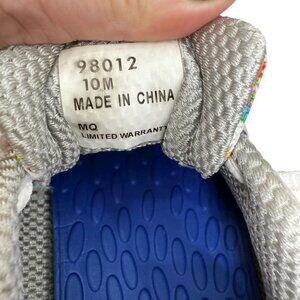 98012
10M
MADE IN CHINA
MQ
LIMITED WARRANTY